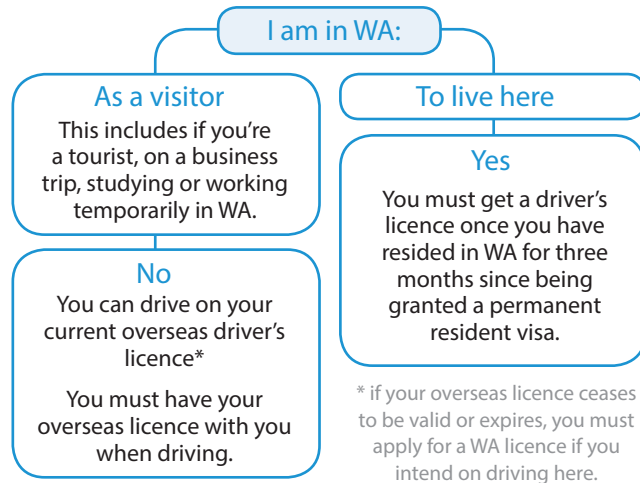 I am in WA:
As a visitor
This includes if you’re
a tourist, on a business
trip, studying or working
temporarily in WA.
No
You can drive on your
current overseas driver’s
licence*
You must have your
overseas licence with you
when driving.
To live here
Yes
You must get a driver’s
licence once you have
resided in WA for three
months since being
granted a permanent
resident visa.
* if your overseas licence ceases
to be valid or expires, you must
apply for a WA licence if you
intend on driving here.